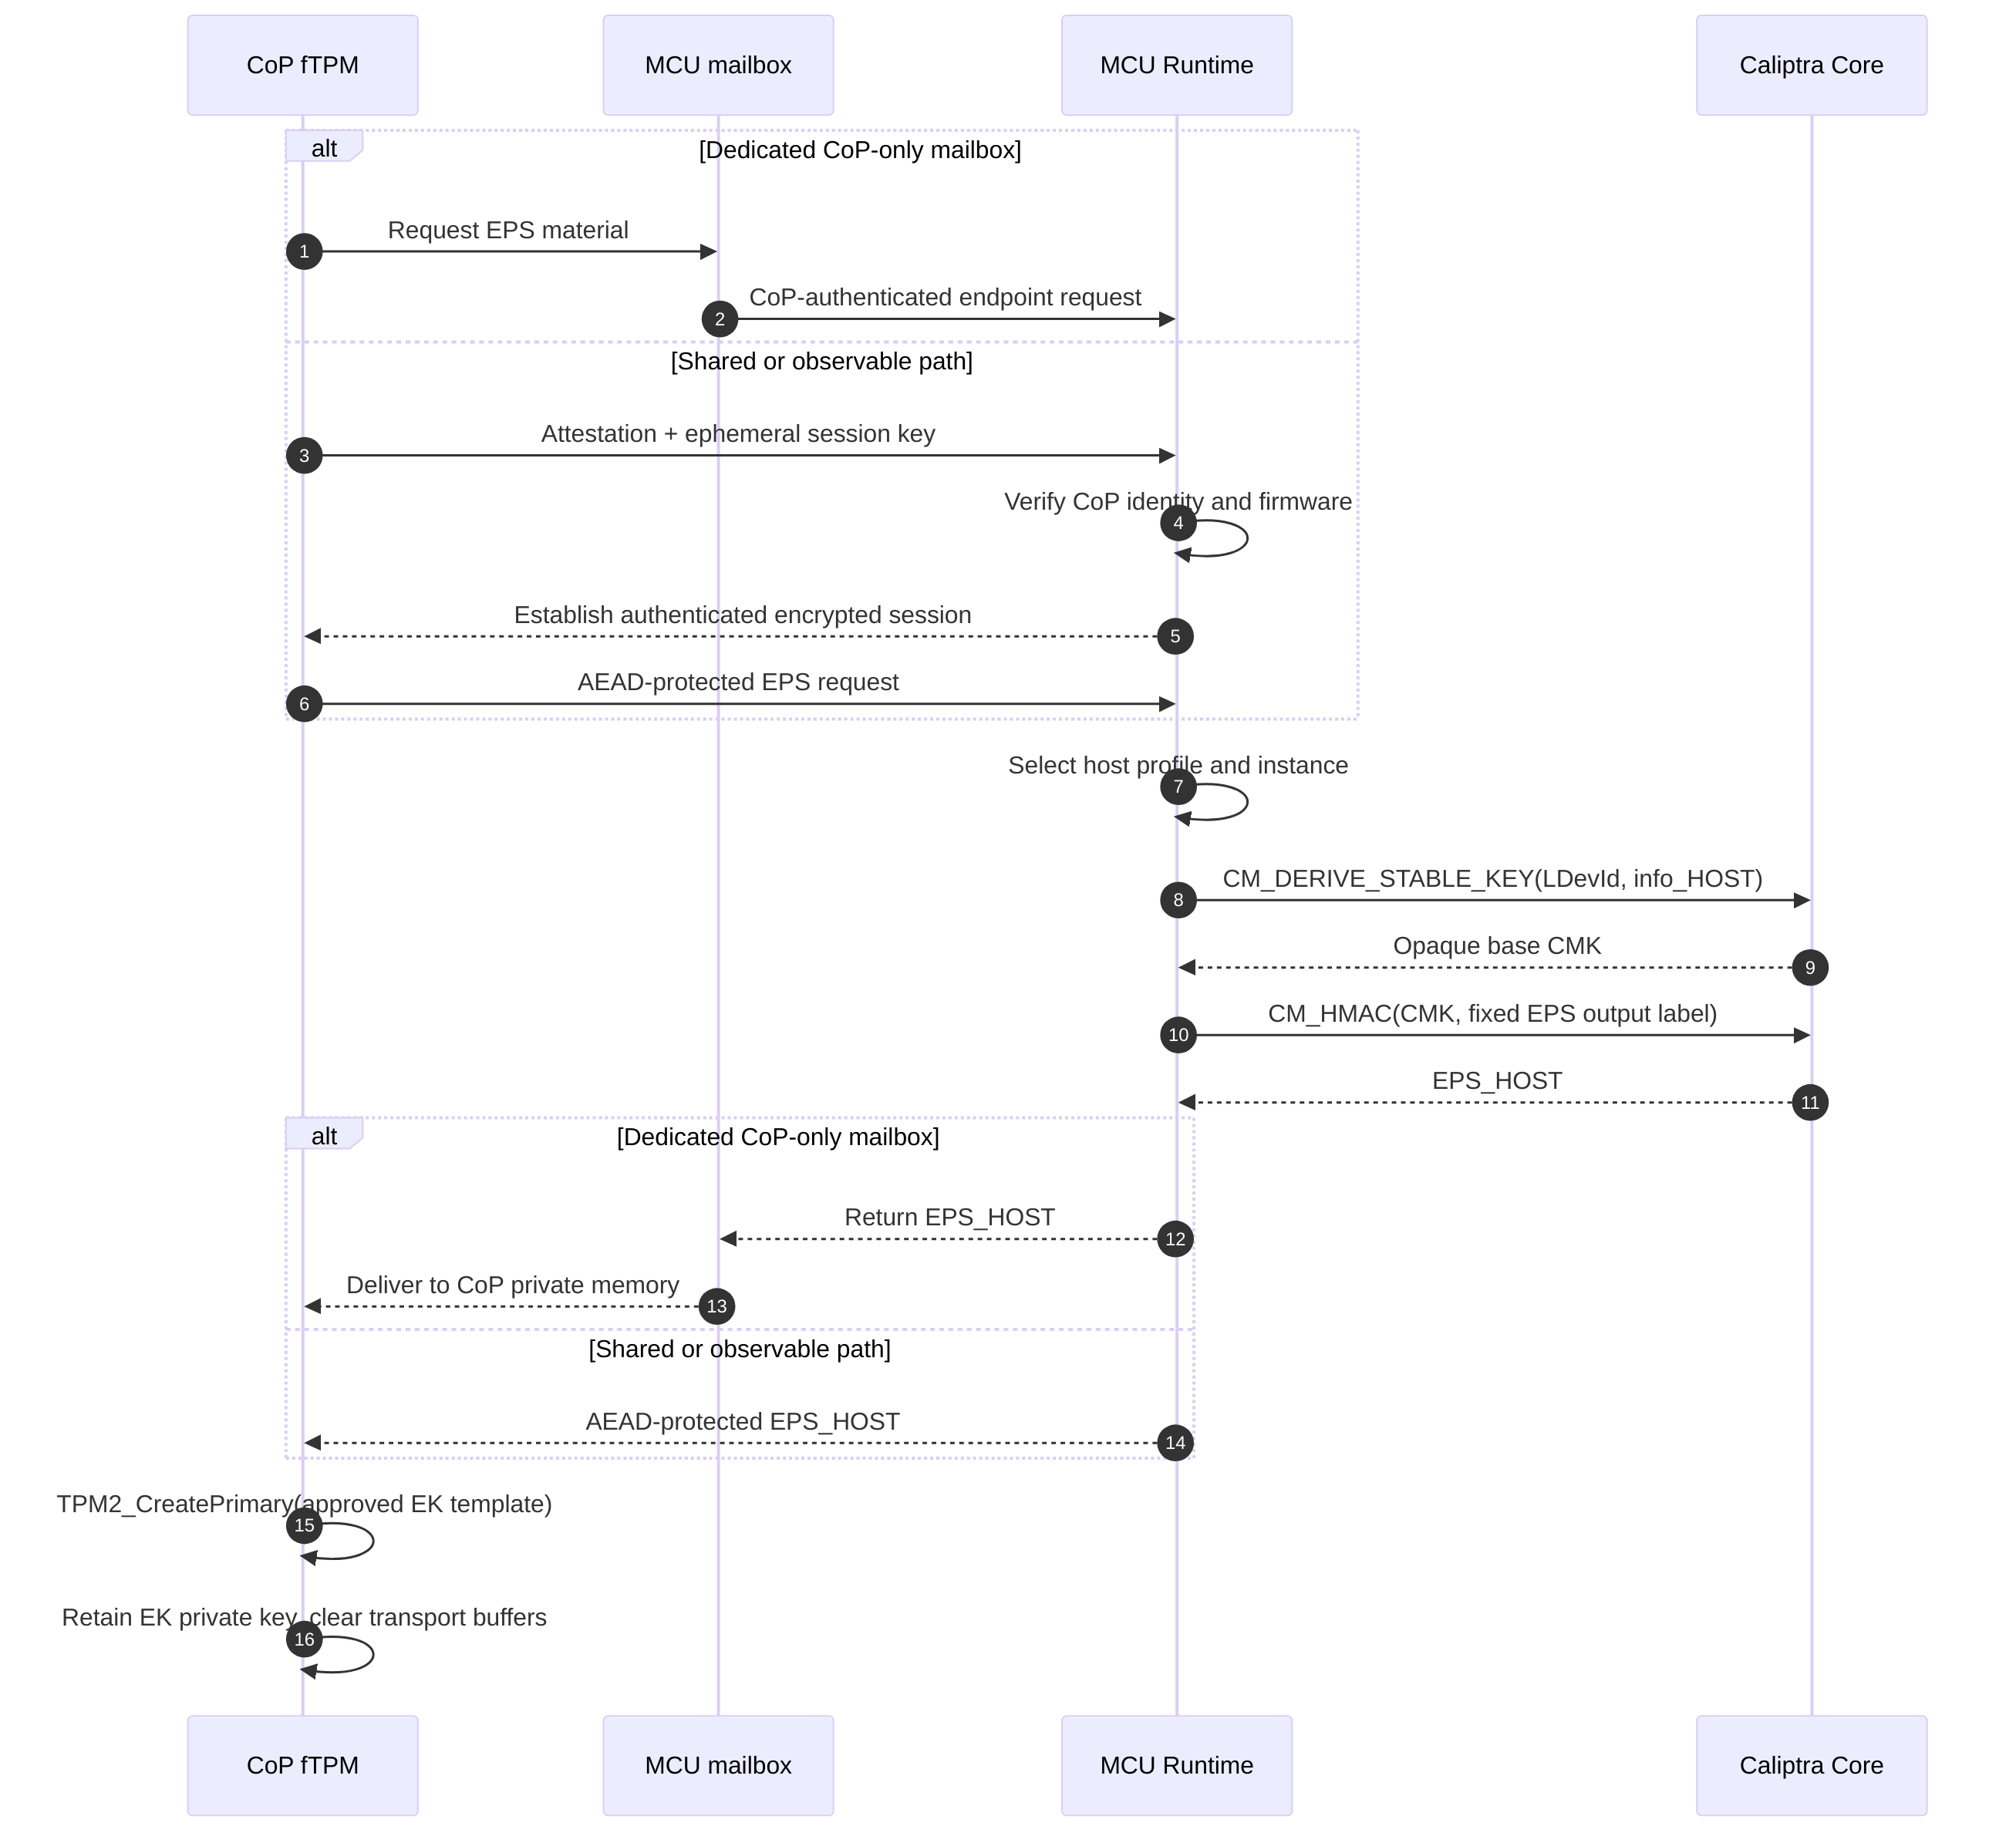 CoP fTPM
MCU mailbox
MCU Runtime
Caliptra Core
alt
[Dedicated CoP-only mailbox]
Request EPS material
1
CoP-authenticated endpoint request
2
[Shared or observable path]
Attestation + ephemeral session key
3
Verify CoP identity and firmware
4
Establish authenticated encrypted session
5
AEAD-protected EPS request
6
Select host profile and instance
7
CM_DERIVE_STABLE_KEY(LDevId, info_HOST)
8
Opaque base CMK
9
CM_HMAC(CMK, fixed EPS output label)
10
EPS_HOST
11
alt
[Dedicated CoP-only mailbox]
Return EPS_HOST
12
Deliver to CoP private memory
13
[Shared or observable path]
AEAD-protected EPS_HOST
14
TPM2_CreatePrimary(approved EK template)
15
Retain EK private key, clear transport buffers
16
CoP fTPM
MCU mailbox
MCU Runtime
Caliptra Core